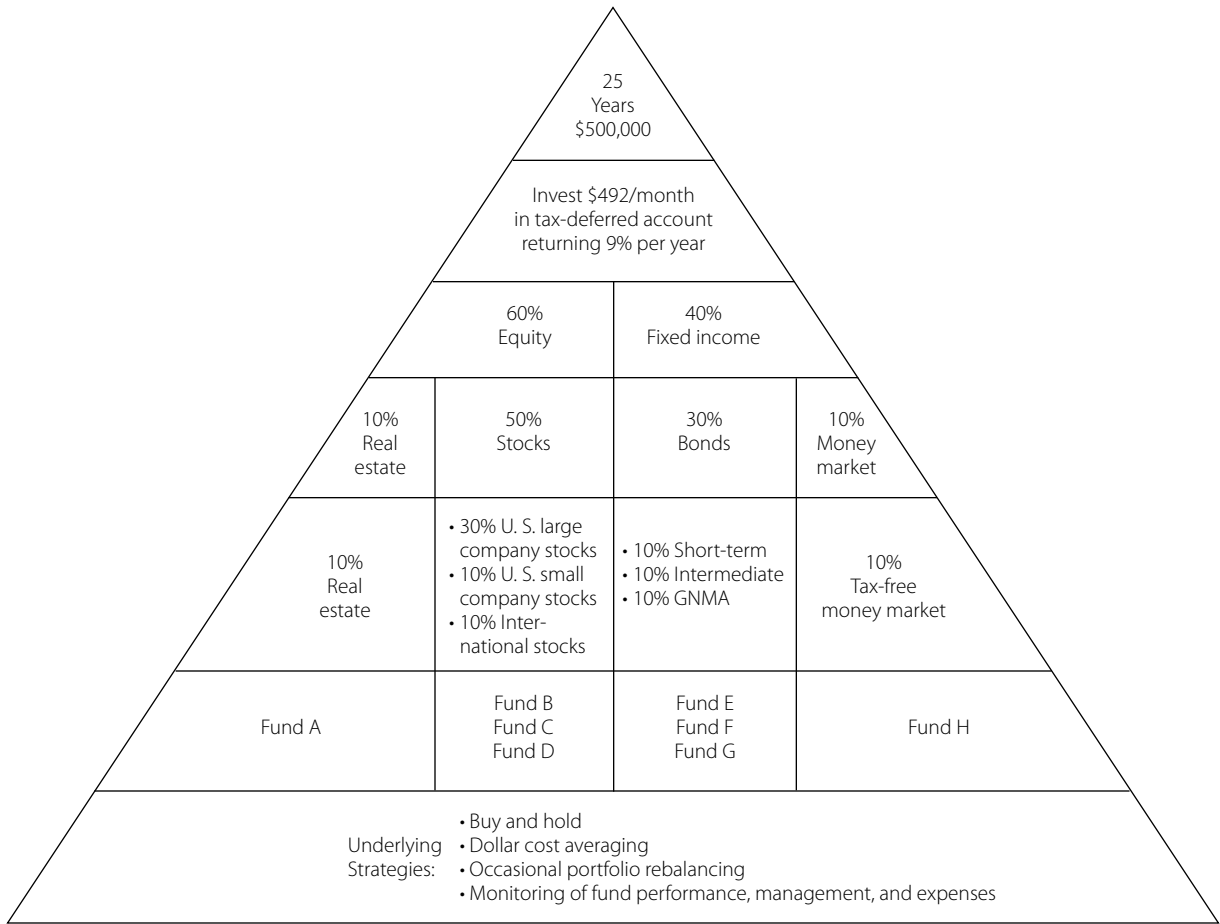 25
Years
$500,000
Invest $492/month
in tax-deferred account
returning 9% per year
60%
Equity
40%
Fixed income
10%
Real
estate
50%
Stocks
30%
Bonds
10%
Money
market
10%
Real
estate
• 30% U. S. large
company stocks
• 10% U. S. small
company stocks
• 10% Inter-
national stocks
• 10% Short-term
• 10% Intermediate
• 10% GNMA
10%
Tax-free
money market
Fund A
Fund B
Fund C
Fund D
Fund E
Fund F
Fund G
Fund H
Underlying
Strategies:
• Buy and hold
• Dollar cost averaging
• Occasional portfolio rebalancing
• Monitoring of fund performance, management, and expenses